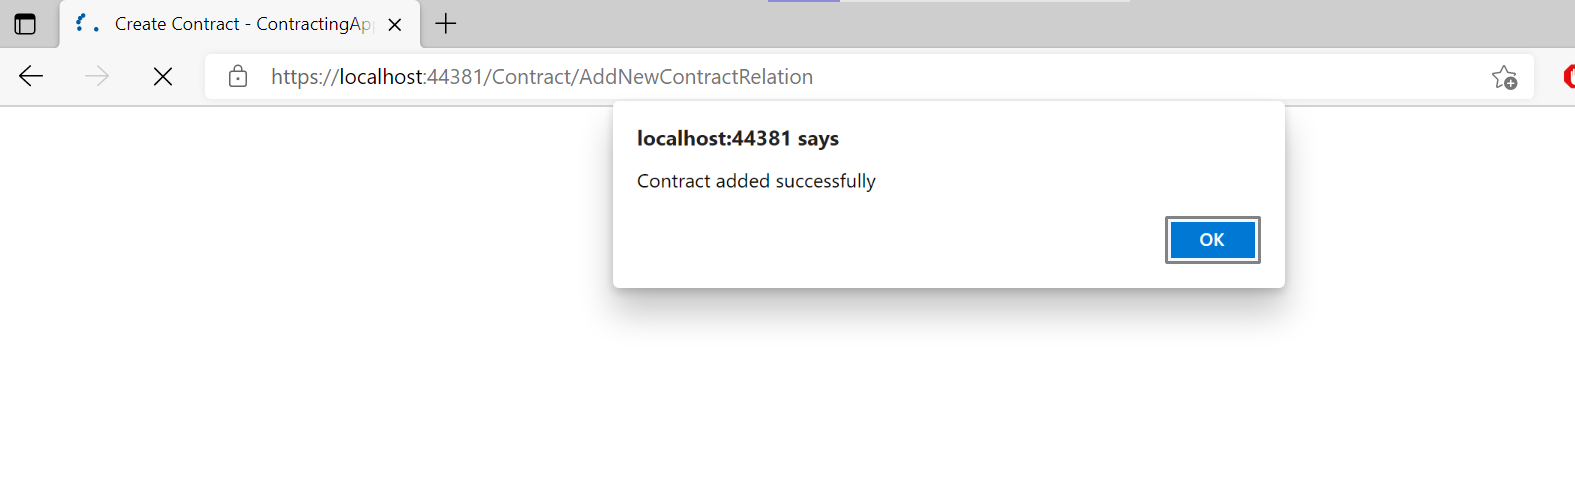 Create Contract - ContractingAp
https://localhost:44381/Contract/AddNewContractRelation
localhost:44381 says
Contract added successfully
OK